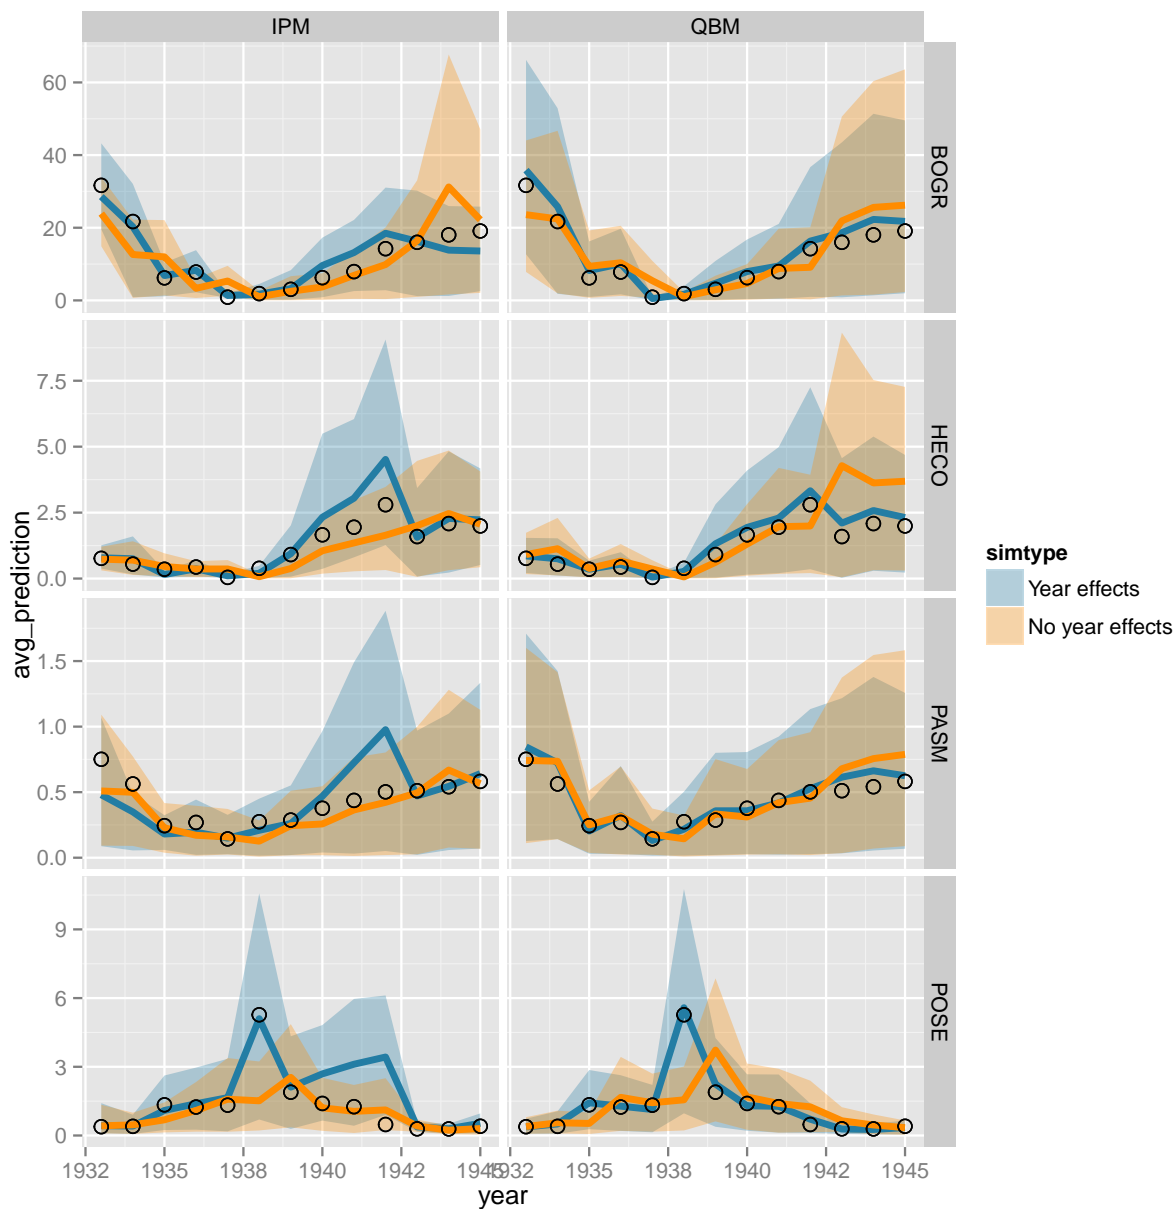 IPM
QBM
60
40
20
0
BOGR
7.5
5.0
2.5
0.0
HECO
1.5
1.0
0.5
0.0
PASM
9
6
3
0
POSE
avg_prediction
1932 1935 1938 1940 1942 1945
1932 1935 1938 1940 1942 1945
year
simtype
Year effects
No year effects